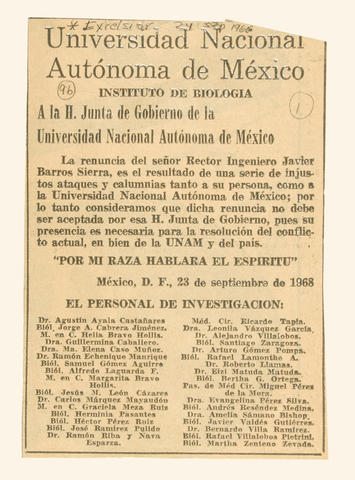 * Excelsior - 24 sep 1968
Universidad Nacional
Autónoma de México
96
INSTITUTO DE BIOLOGIA
1
A la H. Junta de Gobierno de la
Universidad Nacional Autónoma de México
La renuncia del señor Rector Ingeniero Javier
Barros Sierra, es el resultado de una serie de injus
tos ataques y calumnias tanto a su persona, como a
la Universidad Nacional Autónoma de México; por
lo tanto consideramos que dicha renuncia no debe
ser aceptada por esa H. Junta de Gobierno, pues su
presencia es necesaria para la resolución del conflic-
to actual, en bien de la UNAM y del país.
"POR MI RAZA HABLARA EL ESPIRITU"
México, D. F., 23 de septiembre de 1968
EL PERSONAL DE INVESTIGACION:
Dr. Agustín Ayala Castañares
Biól. Jorge A. Cabrera Jiménez.
M. en C. Helia Bravo Hollis.
Dra. Guillermina Caballero.
Dra. Ma. Elena Caso Muñoz.
Dr. Ramón Echenique Manrique
Biól. Samuel Gómez Aguirre
Biól. Alfredo Laguarda F.
M. en C. Margarita Bravo
Hollis.
Biól. Jesús M. León Cázares
Dr. Carlos Márquez Mayaudón
M. en C. Graciela Meza Ruiz
Biól. Herminia Pasantes
Biól. Héctor Pérez Ruiz
Biól. José Ramírez Pulido
Dr. Ramón Riba y Nava
Esparza.
Méd. Cir. Ricardo Tapia.
Dra. Leonila Vázquez García.
Dr. Alejandro Villalobos.
Biól. Santiago Zaragoza.
Dr. Arturo Gómez Pompa.
Biól. Rafael Lamonthe A.
Dr. Roberto Llamas.
Dr. Eizi Matuda Matuda.
Biól. Bertha G. Ortega.
Pas. de Méd Cir. Miguel Pérez
de la Mora.
Dra. Evangelina Pérez Silva.
Biól. Andrés Reséndez Medina.
Dra. Amelia Sámano Bishop.
Biól. Javier Valdés Gutiérrez.
Dr. Bernardo Villa Ramírez.
Biól. Rafael Villalobos Pietrini.
Biól. Martha Zenteno Zevada.